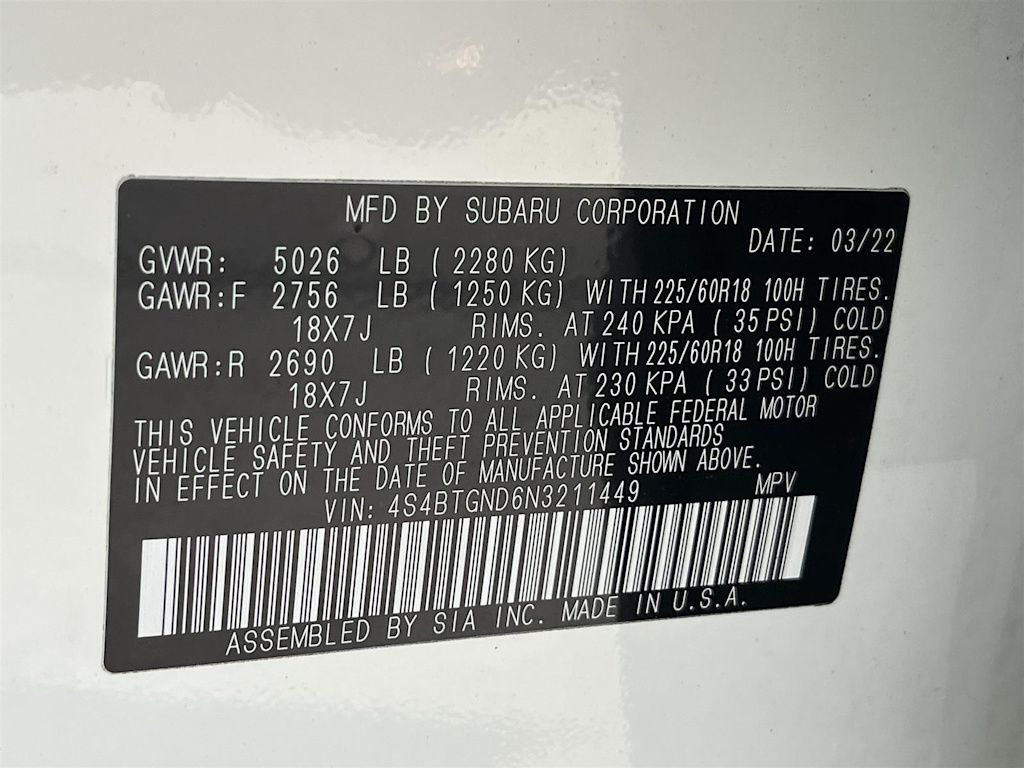 MFD BY SUBARU CORPORATION
DATE: 03/22
GVWR: 5026 LB ( 2280 KG)
GAWR:F 2756 LB ( 1250 KG) WITH 225/60R18 100H TIRES.
18X7J RIMS. AT 240 KPA ( 35 PSI) COLD
GAWR:R 2690 LB ( 1220 KG) WITH 225/60R18 100H TIRES.
18X7J RIMS. AT 230 KPA ( 33 PSI) COLD
THIS VEHICLE CONFORMS TO ALL APPLICABLE FEDERAL MOTOR
VEHICLE SAFETY AND THEFT PREVENTION STANDARDS
IN EFFECT ON THE DATE OF MANUFACTURE SHOWN ABOVE.
VIN: 4S4BTGND6N3211449 MPV
ASSEMBLED BY SIA INC. MADE IN U.S.A.